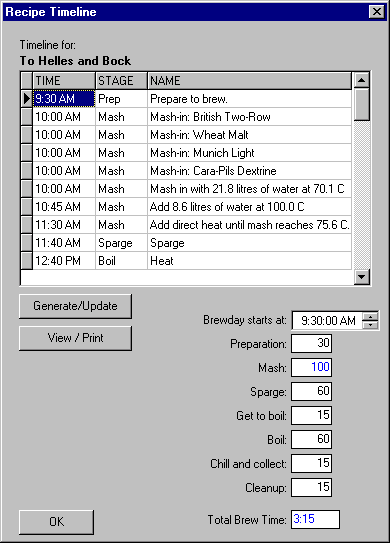 Recipe Timeline
Timeline for:
To Helles and Bock
TIME STAGE NAME
9:30 AM Prep Prepare to brew.
10:00 AM Mash Mash-in: British Two-Row
10:00 AM Mash Mash-in: Wheat Malt
10:00 AM Mash Mash-in: Munich Light
10:00 AM Mash Mash-in: Cara-Pils Dextrine
10:00 AM Mash Mash in with 21.8 litres of water at 70.1 C
10:45 AM Mash Add 8.6 litres of water at 100.0 C
11:30 AM Mash Add direct heat until mash reaches 75.6 C.
11:40 AM Sparge Sparge
12:40 PM Boil Heat
Generate/Update
View / Print
Brewday starts at: 9:30:00 AM
Preparation: 30
Mash: 100
Sparge: 60
Get to boil: 15
Boil: 60
Chill and collect: 15
Cleanup: 15
OK
Total Brew Time: 3:15